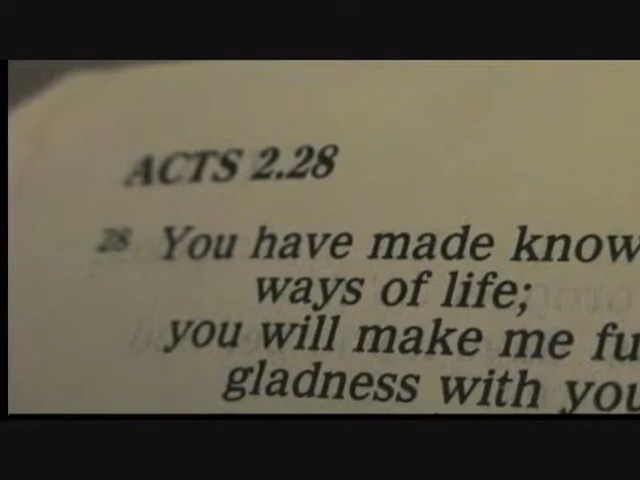 ACTS 2.28
28 You have made know
ways of life;
you will make me fu
gladness with you